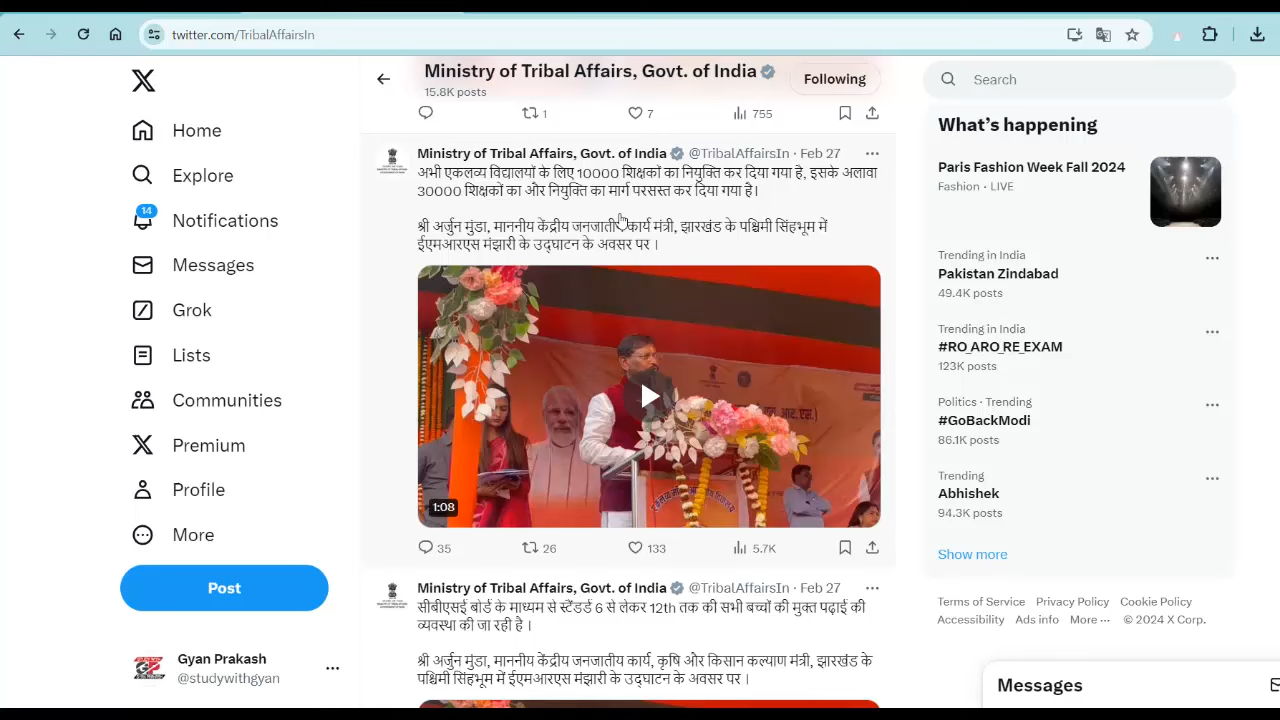 twitter.com/TribalAffairsIn
Ministry of Tribal Affairs, Govt. of India
15.8K posts
Following
Search
1
7
755
Home
Explore
14
Notifications
Messages
Grok
Lists
Communities
Premium
Profile
More
Post
Gyan Prakash
@studywithgyan
Ministry of Tribal Affairs, Govt. of India @TribalAffairsIn · Feb 27
अभी एकलव्य विद्यालयों के लिए 10000 शिक्षकों का नियुक्ति कर दिया गया है, इसके अलावा
30000 शिक्षकों का और नियुक्ति का मार्ग परसस्त कर दिया गया है।
श्री अर्जुन मुंडा, माननीय केंद्रीय जनजातीय कार्य मंत्री, झारखंड के पश्चिमी सिंहभूम में
ईएमआरएस मंझारी के उद्घाटन के अवसर पर ।
1:08
35
26
133
5.7K
Ministry of Tribal Affairs, Govt. of India @TribalAffairsIn · Feb 27
सीबीएसई बोर्ड के माध्यम से स्टैंडर्ड 6 से लेकर 12th तक की सभी बच्चों की मुक्त पढ़ाई की
व्यवस्था की जा रही है ।
श्री अर्जुन मुंडा, माननीय केंद्रीय जनजातीय कार्य, कृषि और किसान कल्याण मंत्री, झारखंड के
पश्चिमी सिंहभूम में ईएमआरएस मंझारी के उद्घाटन के अवसर पर ।
What's happening
Paris Fashion Week Fall 2024
Fashion · LIVE
Trending in India
Pakistan Zindabad
49.4K posts
Trending in India
#RO_ARO_RE_EXAM
123K posts
Politics · Trending
#GoBackModi
86.1K posts
Trending
Abhishek
94.3K posts
Show more
Terms of Service Privacy Policy Cookie Policy
Accessibility Ads info More ··· © 2024 X Corp.
Messages